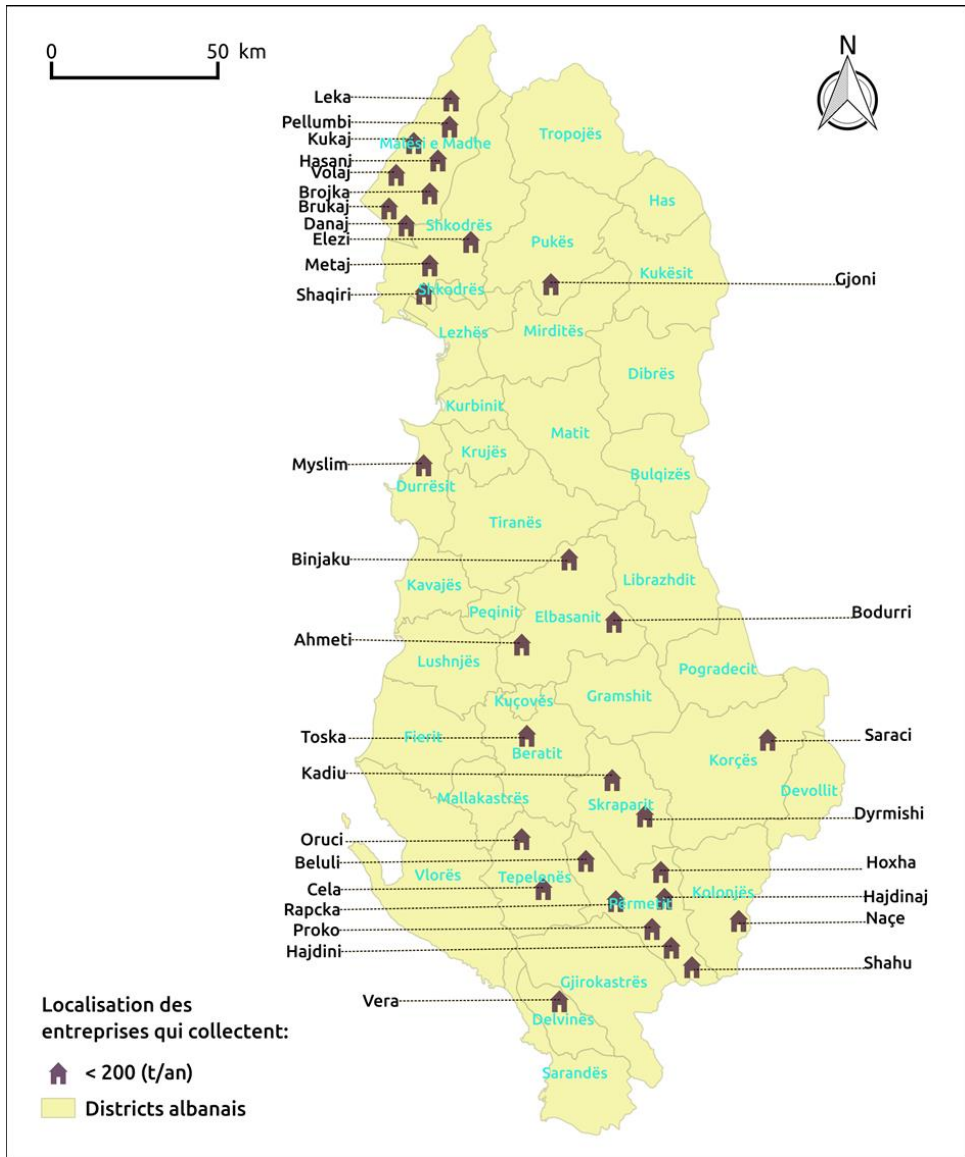 0 50 km
N
Leka
Pellumbi
Kukaj
Hasanj
Volaj
Brojka
Brukaj
Danaj
Elezi
Metaj
Shaqiri
Gjoni
Myslim
Binjaku
Ahmeti
Bodurri
Toska
Kadiu
Saraci
Dyrmishi
Oruci
Beluli
Cela
Rapcka
Proko
Hajdini
Hoxha
Hajdinaj
Naçe
Shahu
Vera
Malësi e Madhe
Tropojës
Has
Shkodrës
Pukës
Kukësit
Shkodrës
Lezhës
Mirditës
Dibrës
Kurbinit
Matit
Krujës
Bulqizës
Durrësit
Tiranës
Kavajës
Librazhdit
Peqinit
Elbasanit
Lushnjës
Pogradecit
Gramshit
Kuçovës
Fierit
Beratit
Korçës
Devollit
Mallakastrës
Skraparit
Vlorës
Tepelenës
Përmetit
Kolonjës
Gjirokastrës
Delvinës
Sarandës
Localisation des
entreprises qui collectent:
< 200 (t/an)
Districts albanais